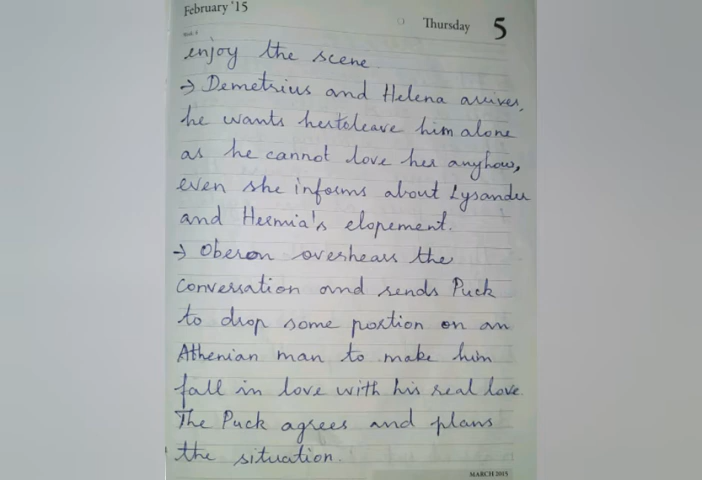 February '15
Thursday 5
enjoy the scene.
→ Demetrius and Helena arrives,
he wants her to leave him alone
as he cannot love her anyhow,
even she informs about Lysander
and Hermia's elopement.
→ Oberon overhears the
conversation and sends Puck
to drop some portion on an
Athenian man to make him
fall in love with his real love.
The Puck agrees and plans
the situation.
MARCH 2015